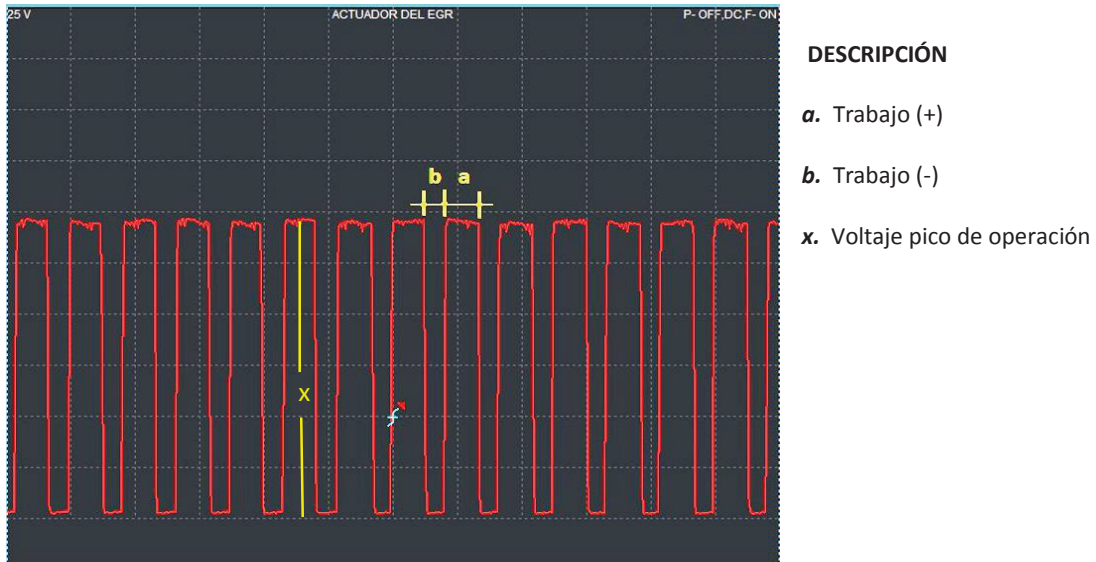 25 V ACTUADOR DEL EGR P- OFF,DC,F- ON
DESCRIPCIÓN
a. Trabajo (+)
b. Trabajo (-)
x. Voltaje pico de operación
b a
x